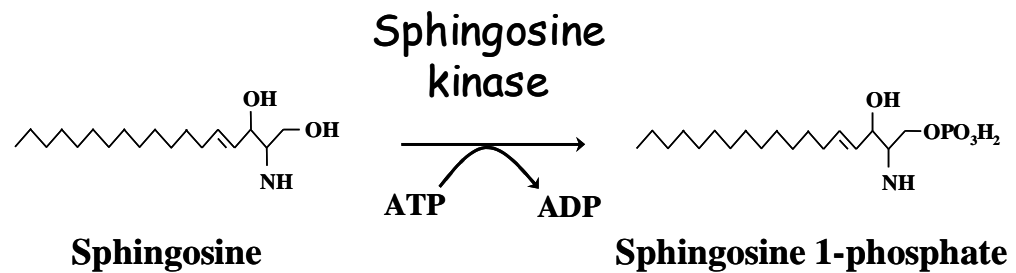 Sphingosine
kinase
OH
OH
NH
ATP
ADP
OH
OPO3H2
NH
Sphingosine
Sphingosine 1-phosphate